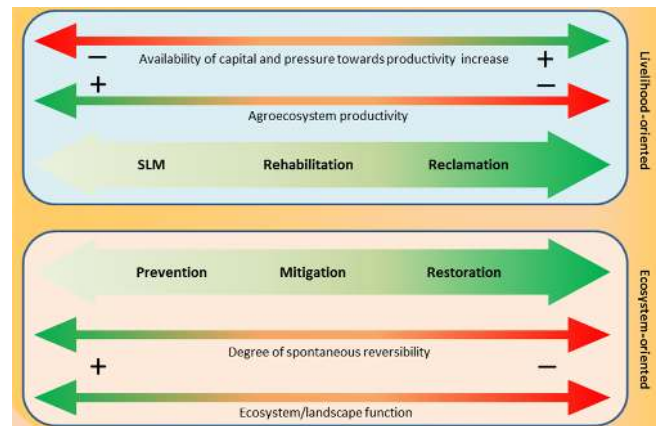 − Availability of capital and pressure towards productivity increase +
+ −
Agroecosystem productivity
SLM Rehabilitation Reclamation
Livelihood-oriented
Prevention Mitigation Restoration
Degree of spontaneous reversibility
+ −
Ecosystem/landscape function
Ecosystem-oriented